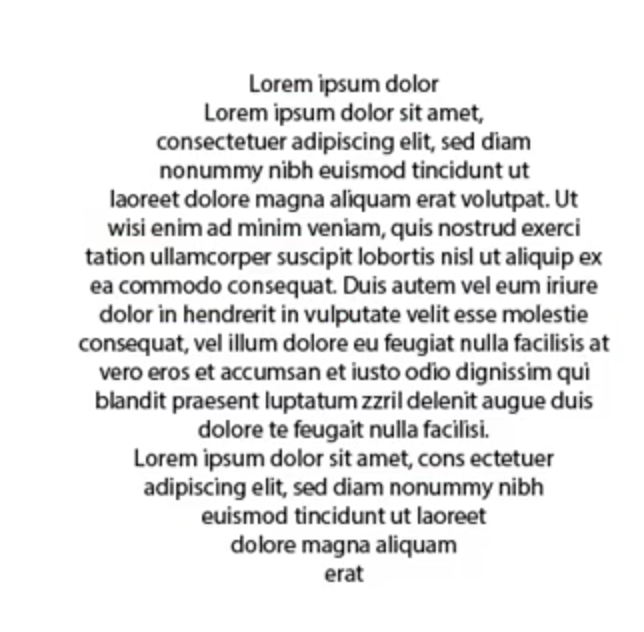 Lorem ipsum dolor
Lorem ipsum dolor sit amet,
consectetuer adipiscing elit, sed diam
nonummy nibh euismod tincidunt ut
laoreet dolore magna aliquam erat volutpat. Ut
wisi enim ad minim veniam, quis nostrud exerci
tation ullamcorper suscipit lobortis nisl ut aliquip ex
ea commodo consequat. Duis autem vel eum iriure
dolor in hendrerit in vulputate velit esse molestie
consequat, vel illum dolore eu feugiat nulla facilisis at
vero eros et accumsan et iusto odio dignissim qui
blandit praesent luptatum zzril delenit augue duis
dolore te feugait nulla facilisi.
Lorem ipsum dolor sit amet, cons ectetuer
adipiscing elit, sed diam nonummy nibh
euismod tincidunt ut laoreet
dolore magna aliquam
erat